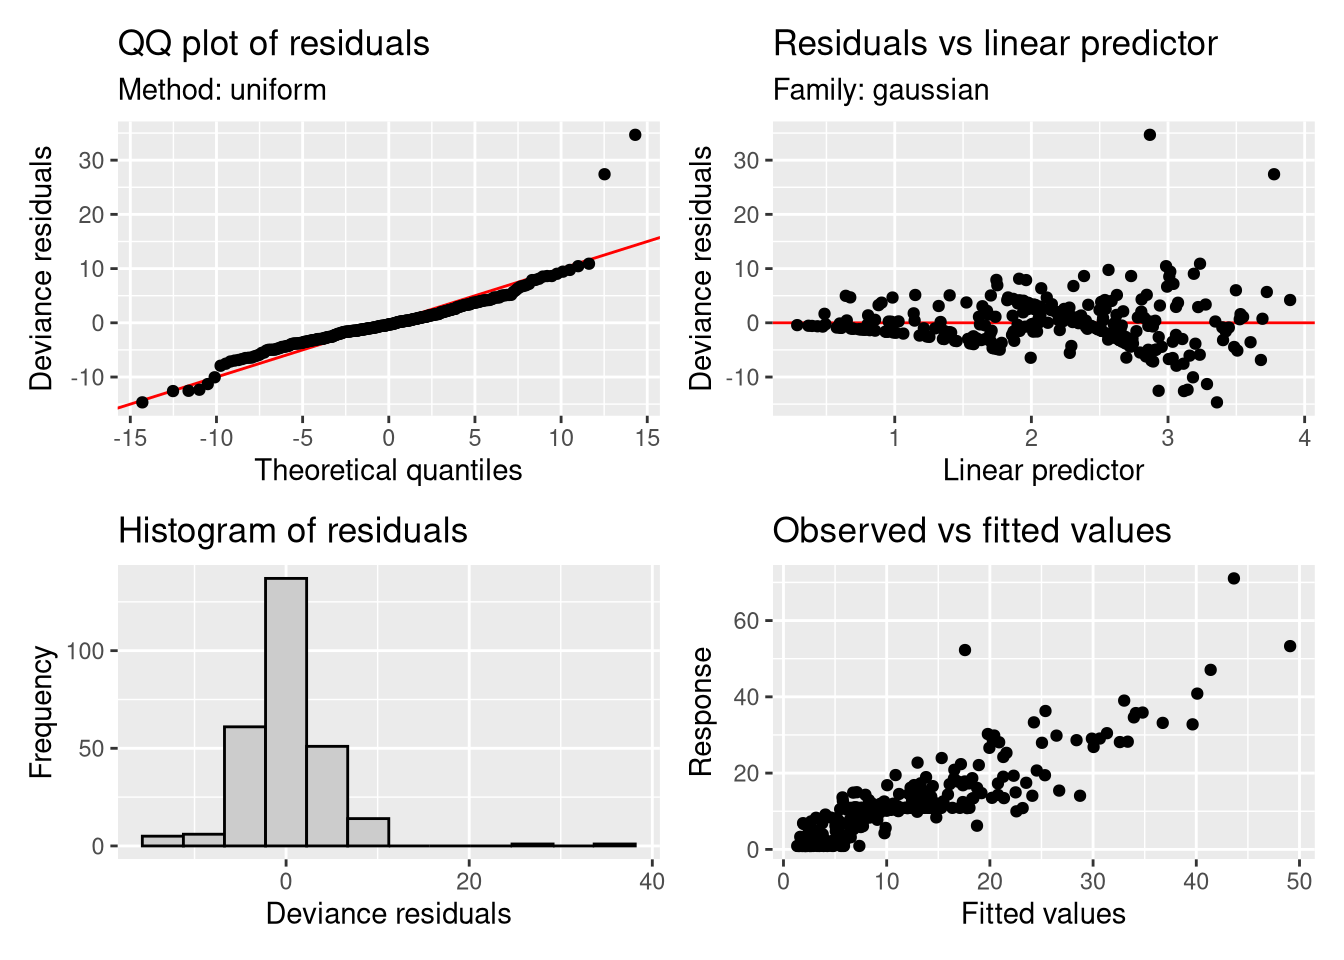 QQ plot of residuals
Method: uniform
Deviance residuals
30
20
10
0
-10
-15
-10
-5
0
5
10
15
Theoretical quantiles
Residuals vs linear predictor
Family: gaussian
Deviance residuals
30
20
10
0
-10
1
2
3
4
Linear predictor
Histogram of residuals
Frequency
100
50
0
0
20
40
Deviance residuals
Observed vs fitted values
Response
60
40
20
0
0
10
20
30
40
50
Fitted values